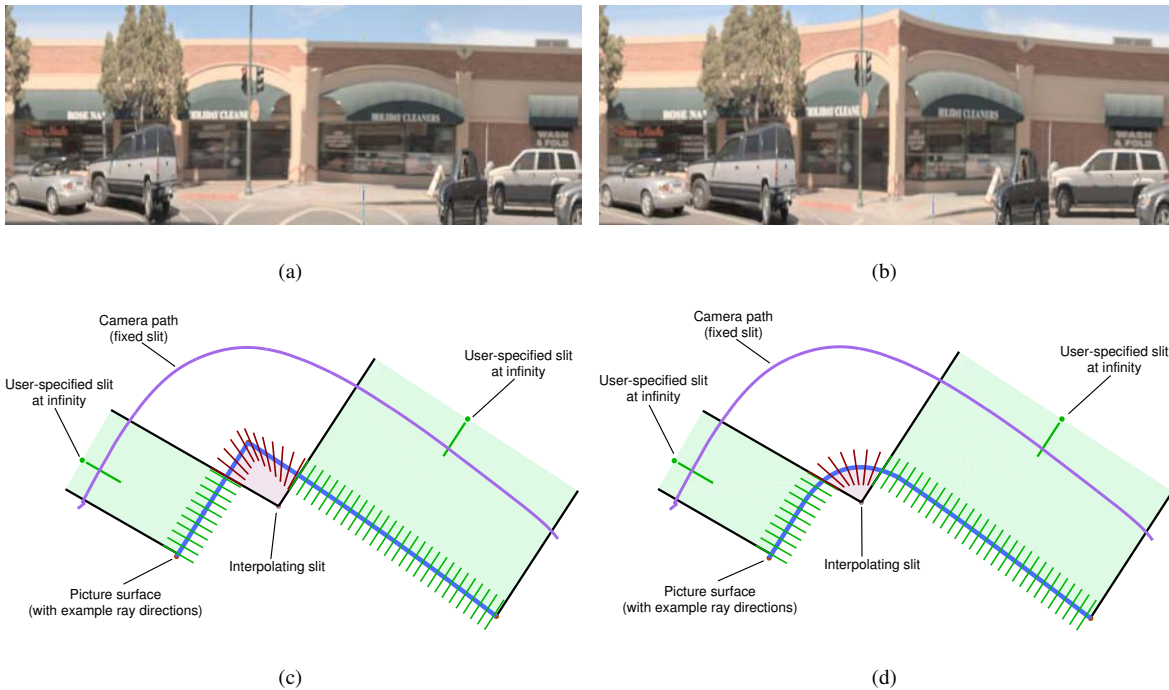 ROSE NA
HOLIDAY CLEANERS
HOLIDAY CLEANERS
WASH
& FOLD
ROSE NA
HOLIDAY CLEANERS
HOLIDAY CLEANERS
WASH
& FOLD
(a)
(b)
Camera path
(fixed slit)
User-specified slit
at infinity
User-specified slit
at infinity
Interpolating slit
Picture surface
(with example ray directions)
Camera path
(fixed slit)
User-specified slit
at infinity
User-specified slit
at infinity
Interpolating slit
Picture surface
(with example ray directions)
(c)
(d)